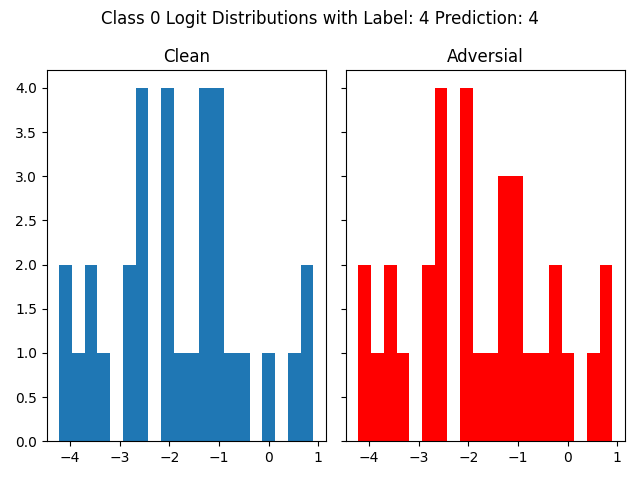 Class 0 Logit Distributions with Label: 4 Prediction: 4
Clean
Adversial
4.0
3.5
3.0
2.5
2.0
1.5
1.0
0.5
0.0
−4 −3 −2 −1 0 1
−4 −3 −2 −1 0 1